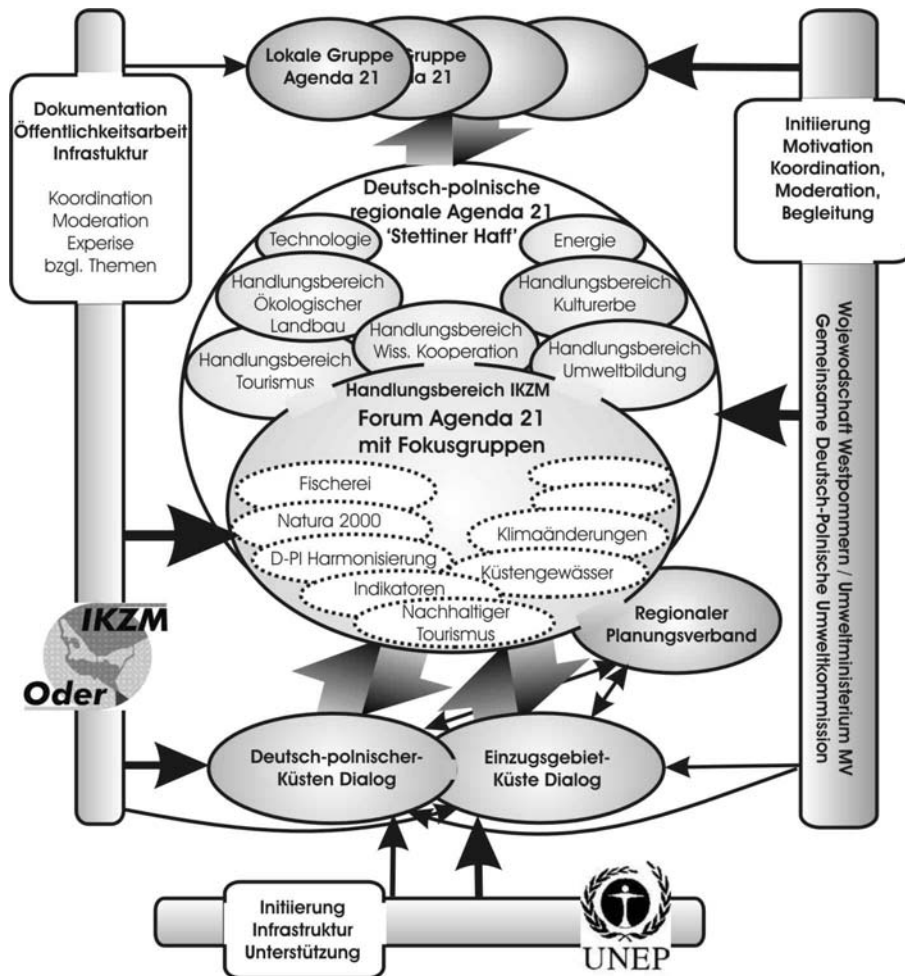 Lokale Gruppe
Agenda 21
Gruppe
da 21
Dokumentation
Öffentlichkeitsarbeit
Infrastuktur
Koordination
Moderation
Experise
bzgl. Themen
Initiierung
Motivation
Koordination,
Moderation,
Begleitung
Deutsch-polnische
regionale Agenda 21
'Stettiner Haff'
Technologie
Energie
Handlungsbereich
Ökologischer
Landbau
Handlungsbereich
Kulturerbe
Handlungsbereich
Wiss. Kooperation
Handlungsbereich
Tourismus
Handlungsbereich
Umweltbildung
Handlungsbereich IKZM
Forum Agenda 21
mit Fokusgruppen
Fischerei
Natura 2000
Klimaänderungen
D-Pl Harmonisierung
Küstengewässer
Indikatoren
Nachhaltiger
Tourismus
Regionaler
Planungsverband
Wojewodschaft Westpommern / Umweltministerium MV
Gemeinsame Deutsch-Polnische Umweltkommission
IKZM
Oder
Deutsch-polnischer-
Küsten Dialog
Einzugsgebiet-
Küste Dialog
Initiierung
Infrastruktur
Unterstützung
UNEP